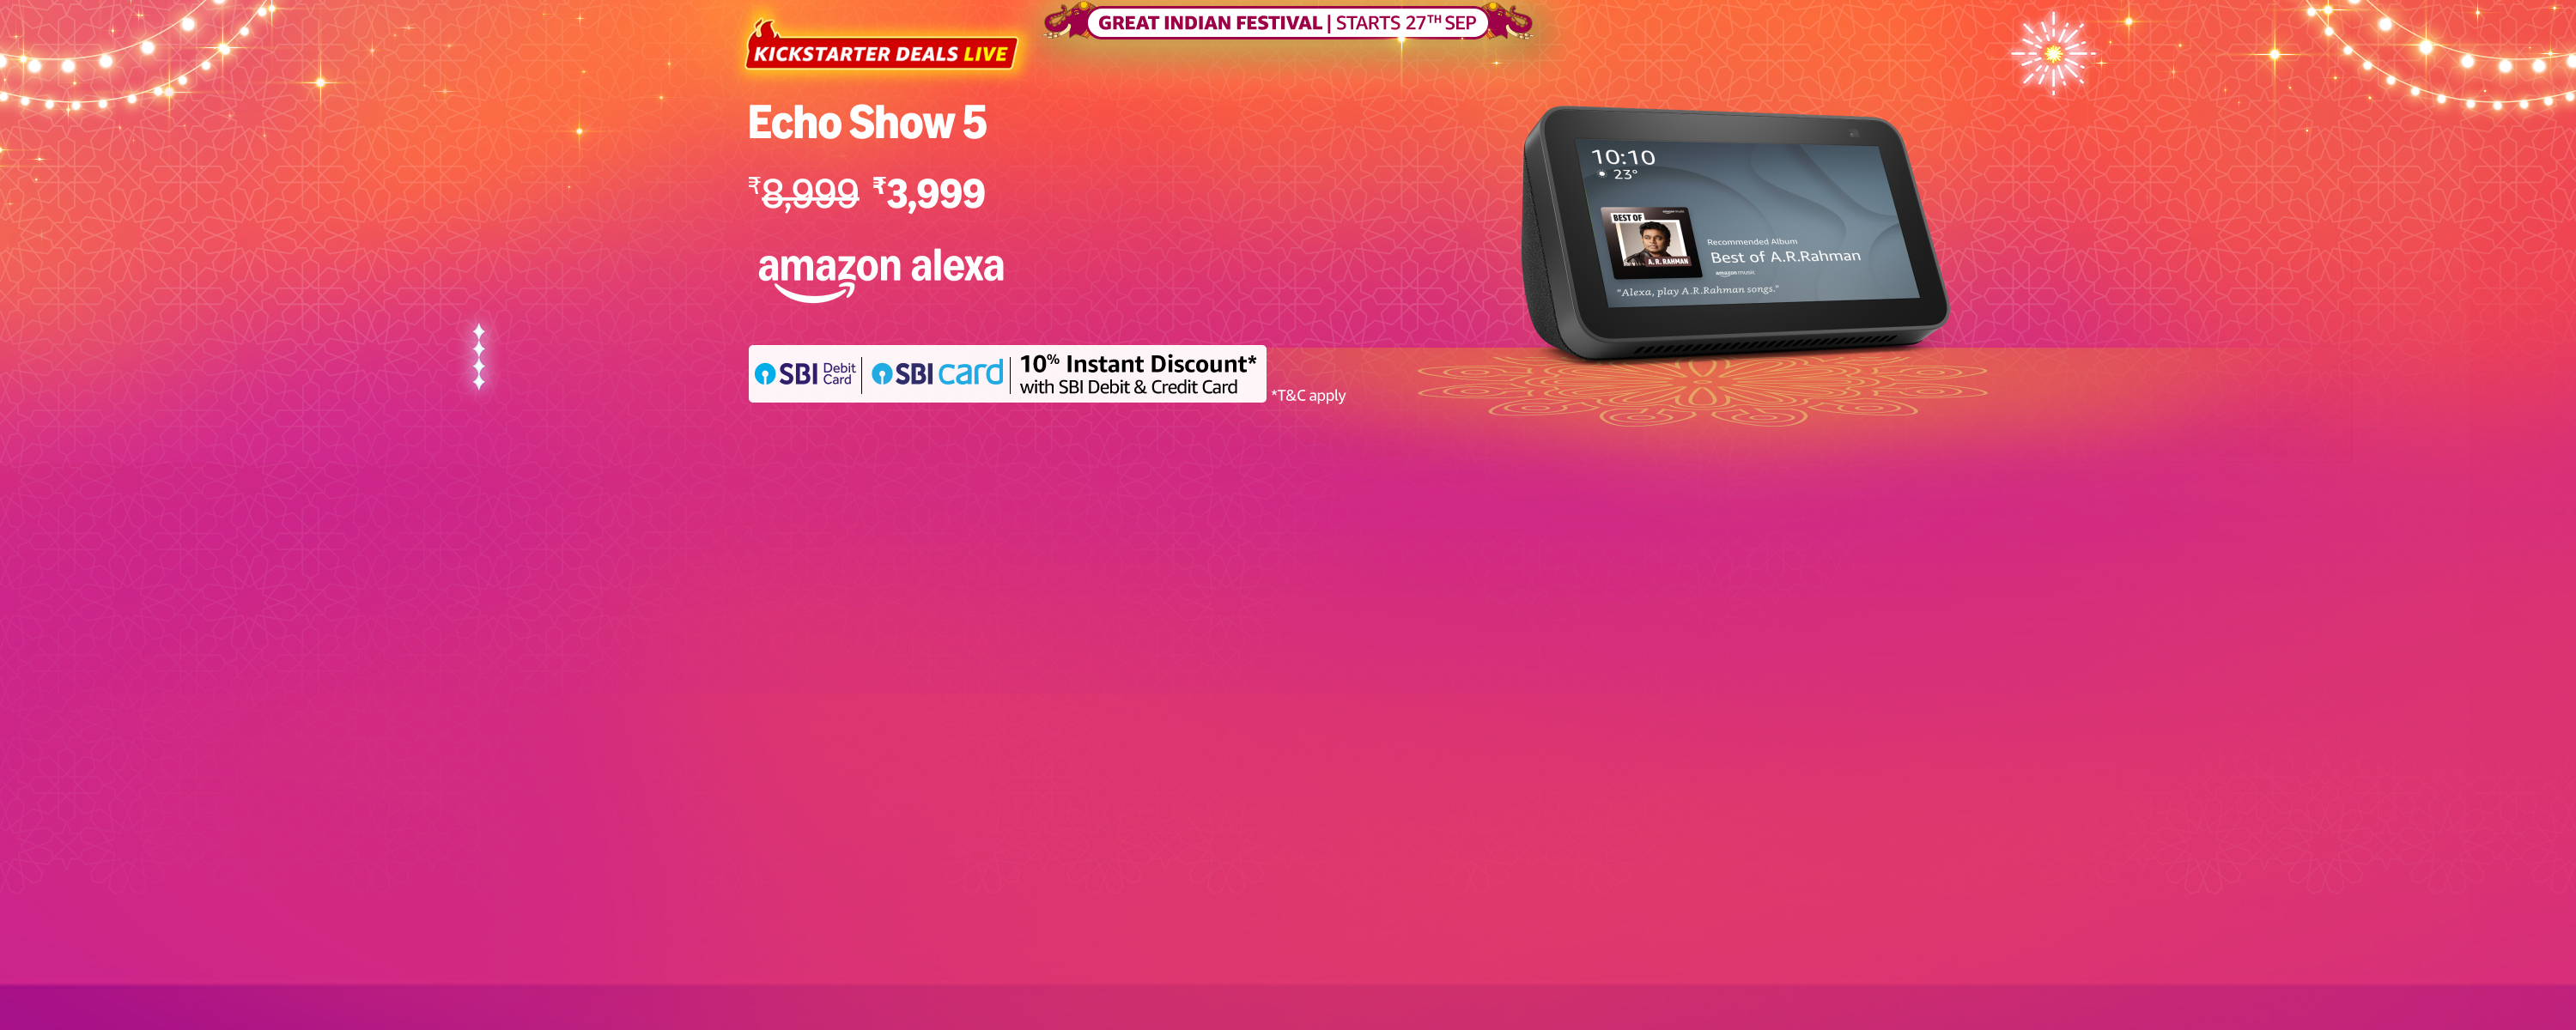 GREAT INDIAN FESTIVAL | STARTS 27TH SEP
KICKSTARTER DEALS LIVE
Echo Show 5
₹8,999 ₹3,999
amazon alexa
SBI Debit Card | SBI card | 10% Instant Discount*
with SBI Debit & Credit Card
*T&C apply
10:10
23°
BEST OF
A. R. RAHMAN
Recommended Album
Best of A.R.Rahman
amazon music
"Alexa, play A.R.Rahman songs."